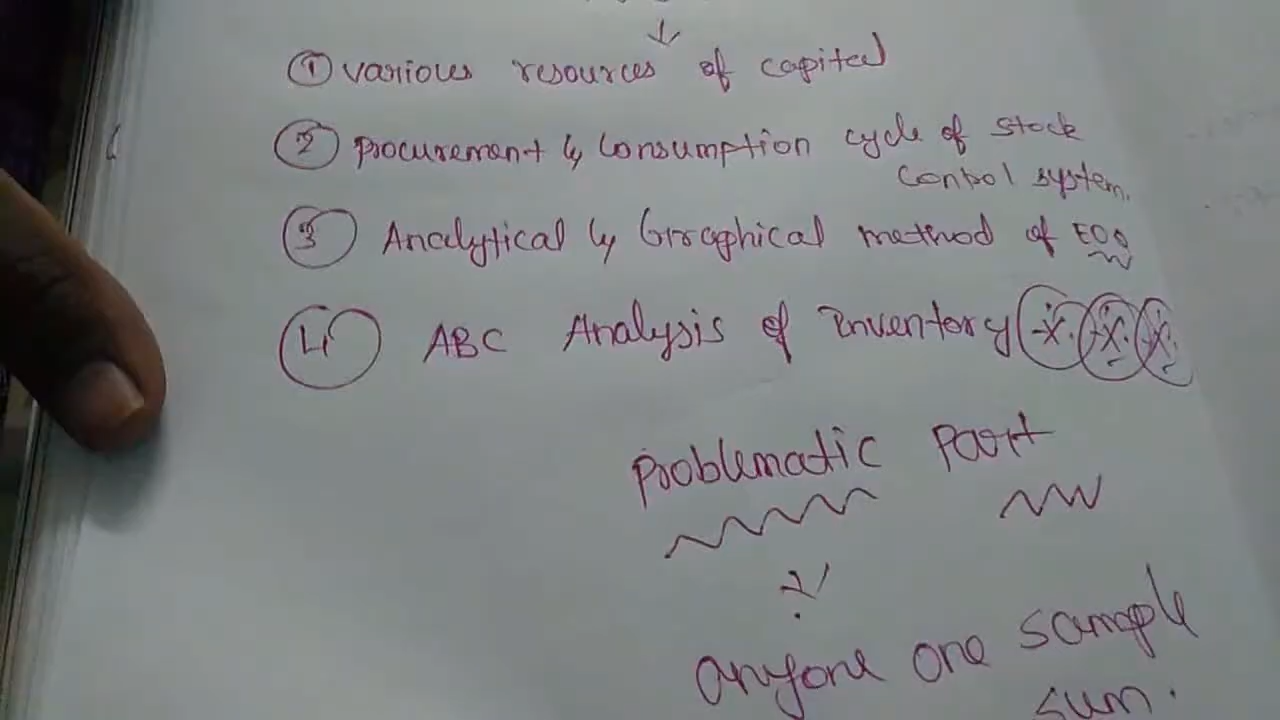 ① various resources of capital
② procurement & consumption cycle of stock
control system.
③ Analytical & Graphical method of EOQ
④ ABC Analysis of Inventory
problematic part
anyone one sample
sum.